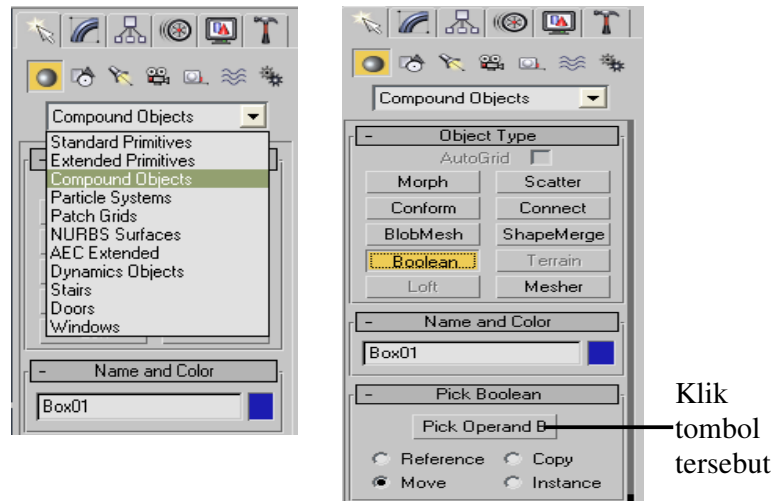 Compound Objects
Standard Primitives
Extended Primitives
Compound Objects
Particle Systems
Patch Grids
NURBS Surfaces
AEC Extended
Dynamics Objects
Stairs
Doors
Windows
- Name and Color
Box01
Compound Objects
- Object Type
AutoGrid
Morph Scatter
Conform Connect
BlobMesh ShapeMerge
Boolean Terrain
Loft Mesher
- Name and Color
Box01
- Pick Boolean
Pick Operand B
Reference Copy
Move Instance
Klik
tombol
tersebut